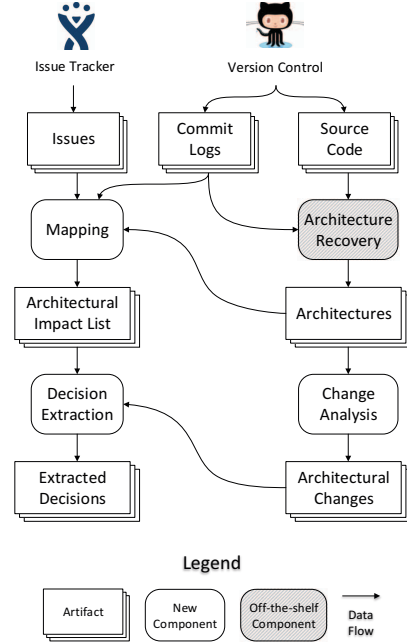 Issue Tracker
Version Control
Issues
Commit
Logs
Source
Code
Mapping
Architecture
Recovery
Architectural
Impact List
Architectures
Decision
Extraction
Change
Analysis
Extracted
Decisions
Architectural
Changes
Legend
Artifact
New
Component
Off-the-shelf
Component
Data
Flow